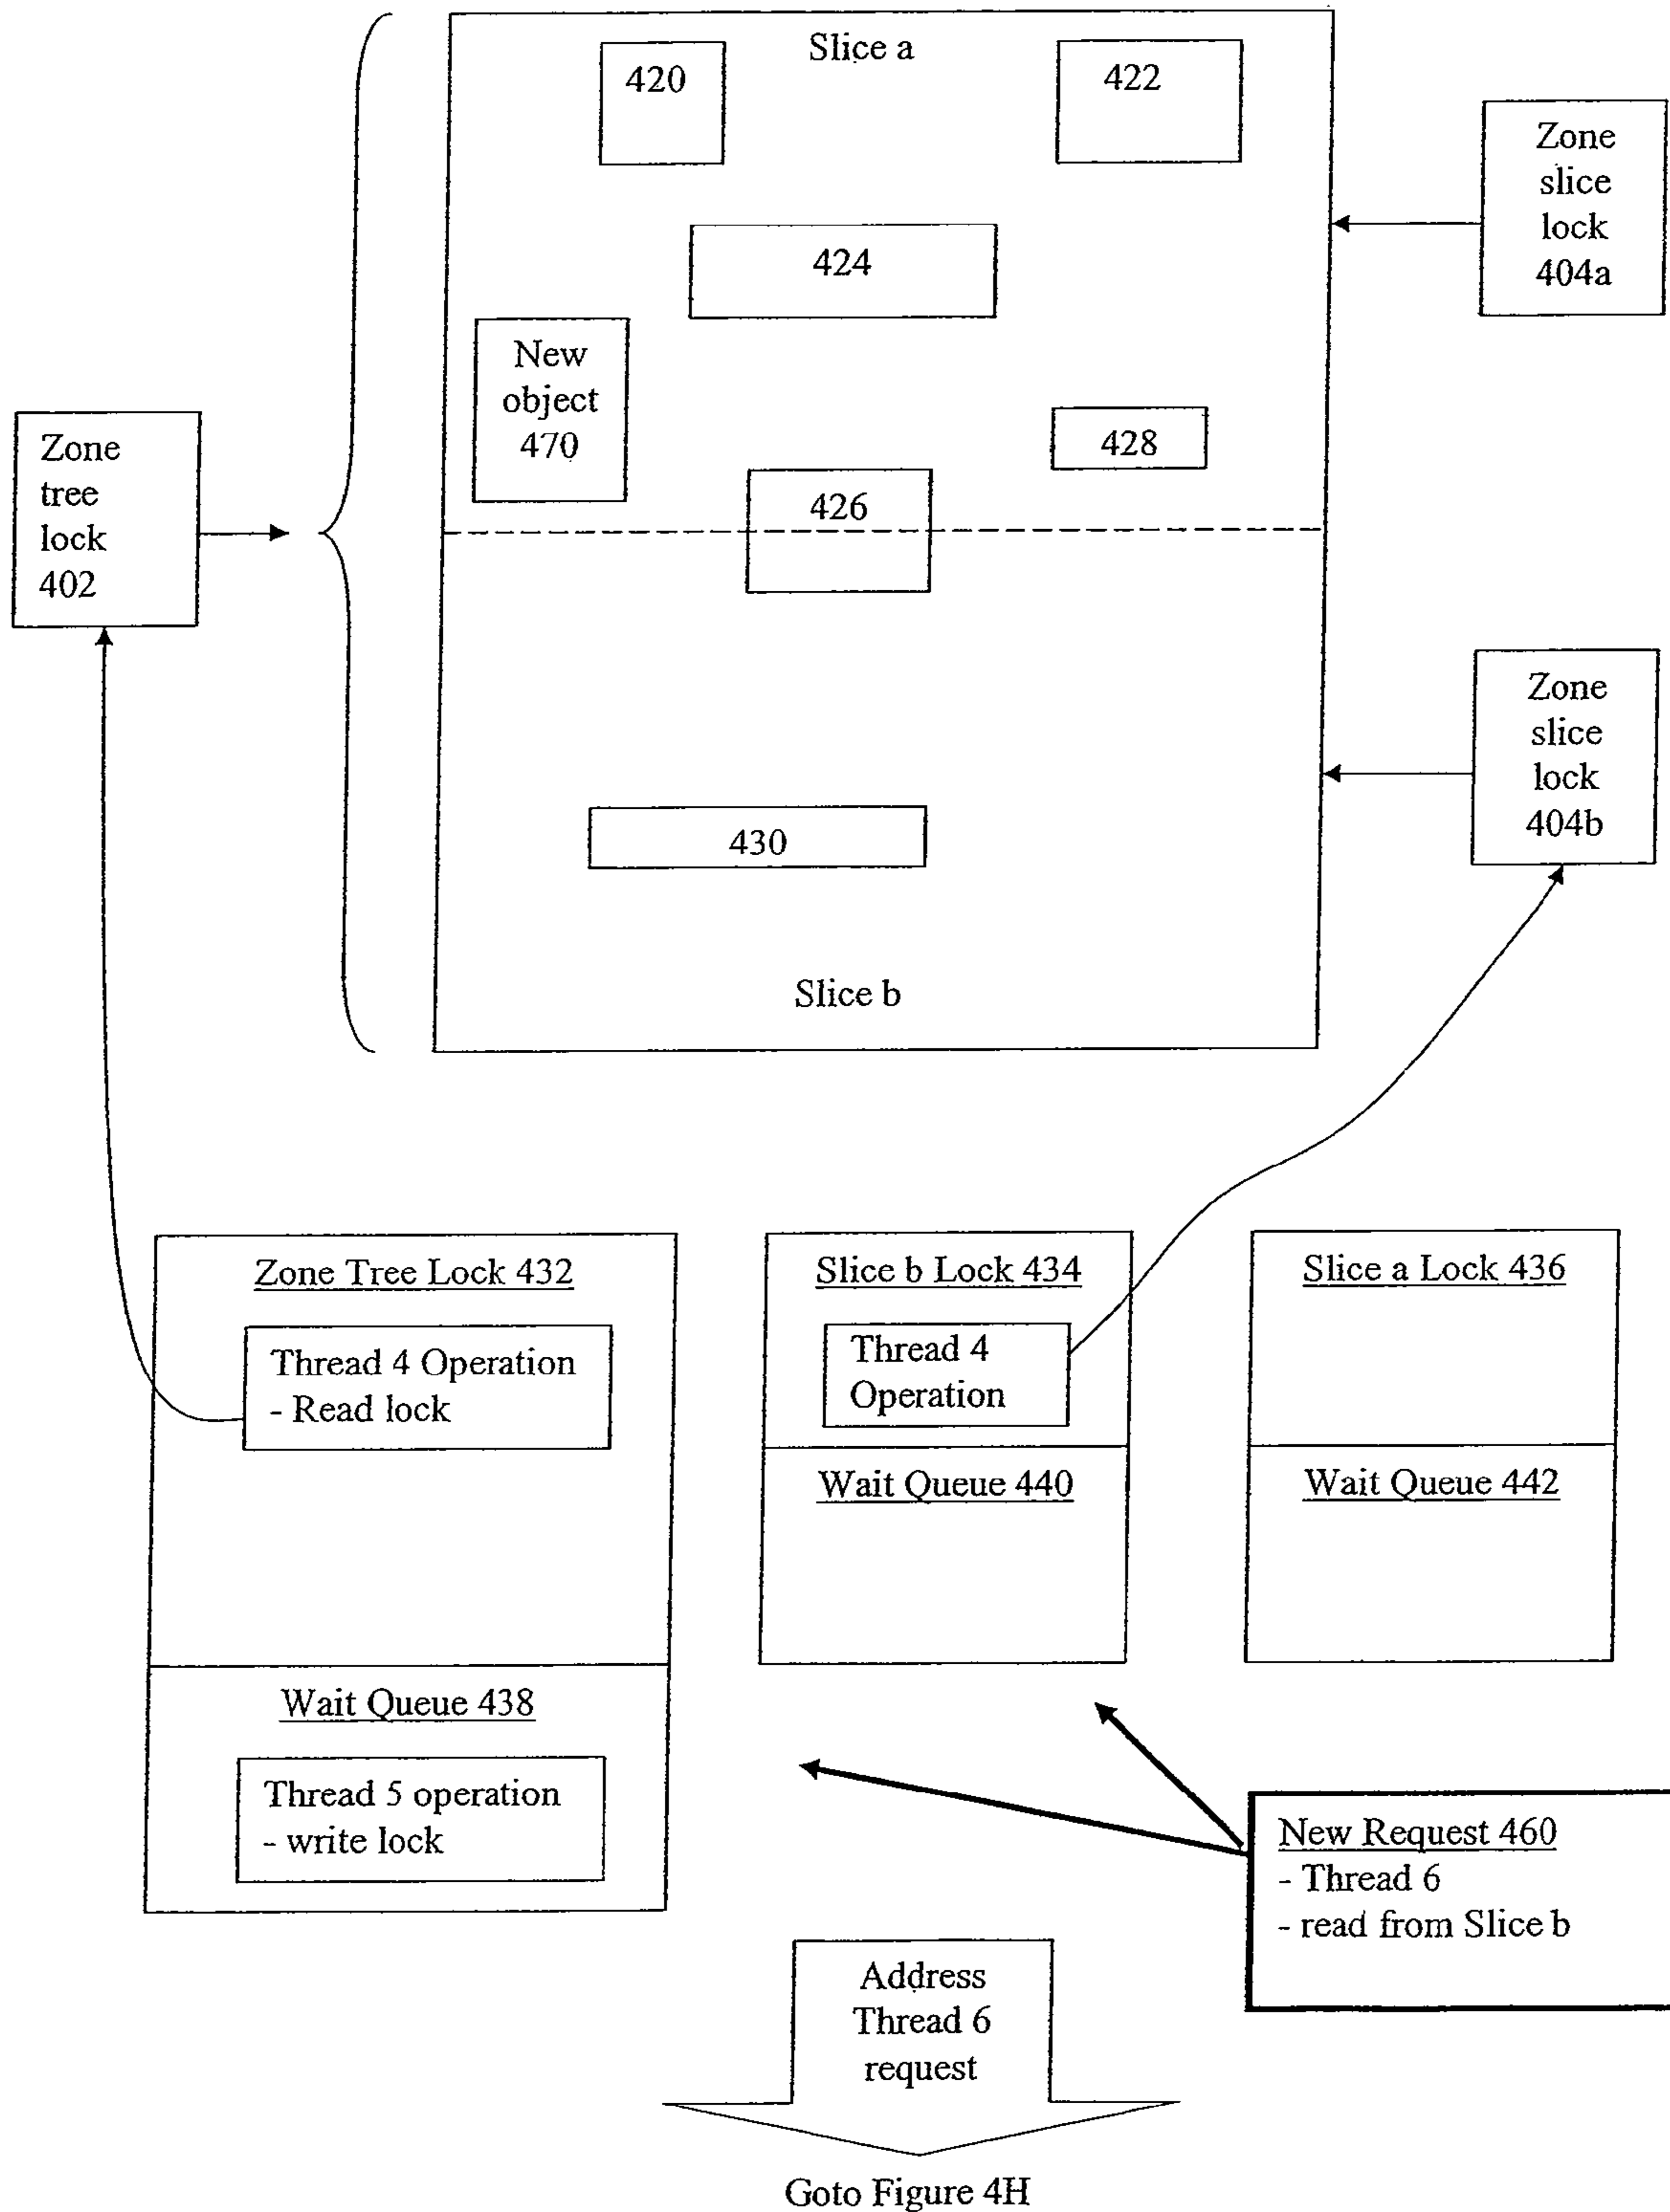 Slice a
420
422
Zone
slice
lock
404a
424
New
object
470
Zone
tree
lock
402
428
426
Zone
slice
lock
404b
430
Slice b
Zone Tree Lock 432
Thread 4 Operation
- Read lock
Wait Queue 438
Thread 5 operation
- write lock
Slice b Lock 434
Thread 4
Operation
Wait Queue 440
Slice a Lock 436
Wait Queue 442
New Request 460
- Thread 6
- read from Slice b
Address
Thread 6
request
Goto Figure 4H